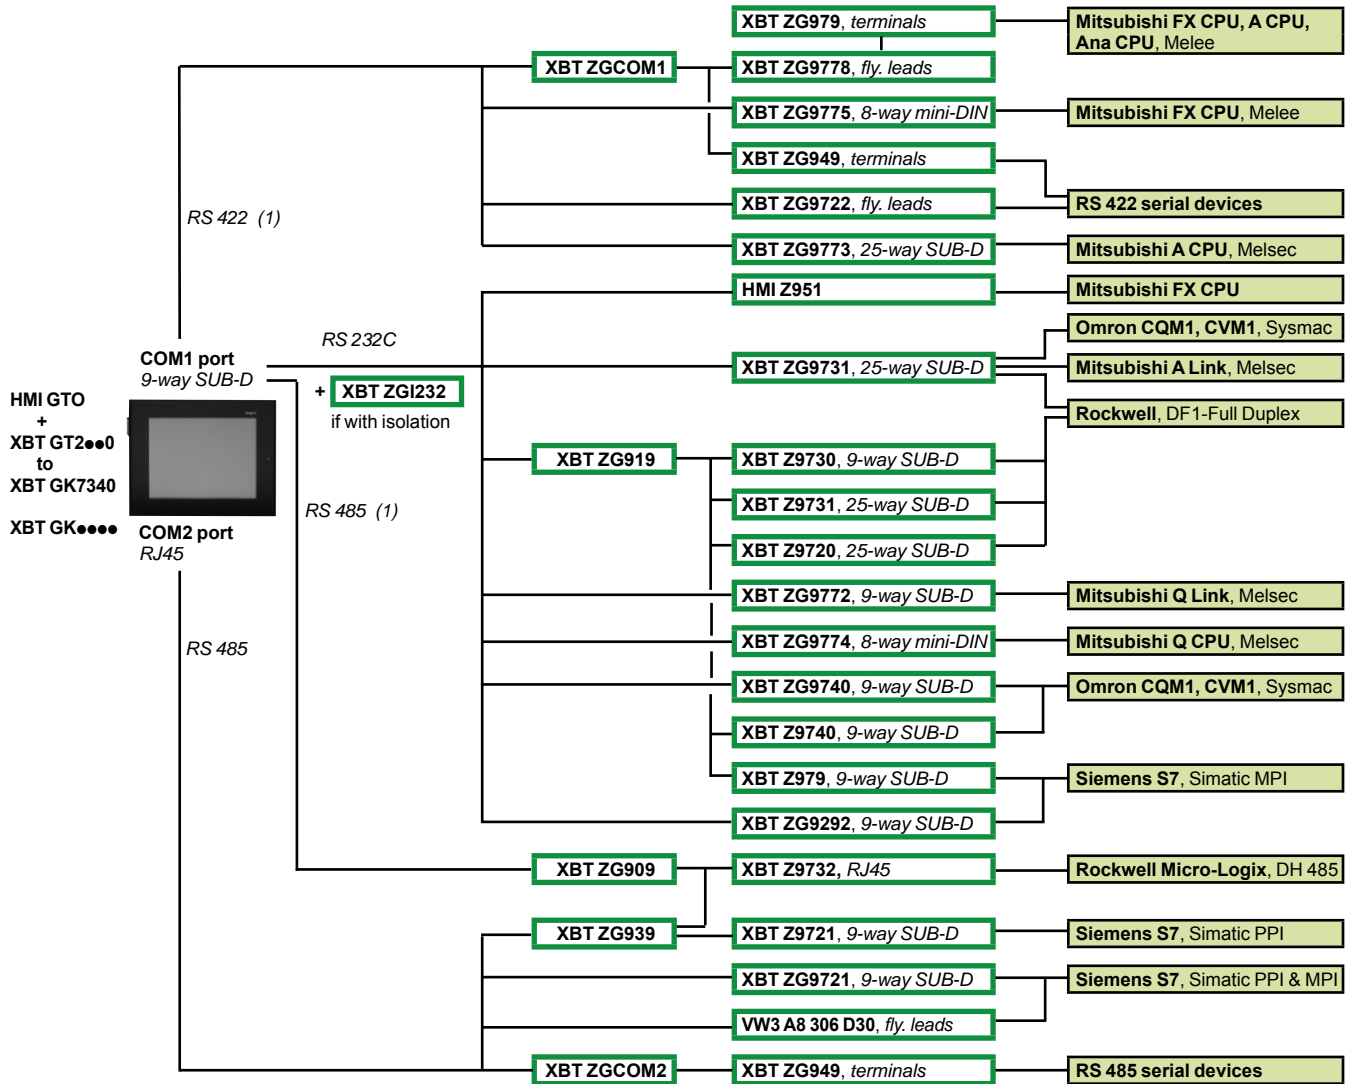 XBT ZG979, terminals
Mitsubishi FX CPU, A CPU,
Ana CPU, Melee
XBT ZGCOM1
XBT ZG9778, fly. leads
XBT ZG9775, 8-way mini-DIN
Mitsubishi FX CPU, Melee
XBT ZG949, terminals
RS 422 (1)
XBT ZG9722, fly. leads
RS 422 serial devices
XBT ZG9773, 25-way SUB-D
Mitsubishi A CPU, Melsec
HMI Z951
Mitsubishi FX CPU
Omron CQM1, CVM1, Sysmac
RS 232C
COM1 port
9-way SUB-D
XBT ZG9731, 25-way SUB-D
Mitsubishi A Link, Melsec
+ XBT ZGI232
if with isolation
Rockwell, DF1-Full Duplex
HMI GTO
+
XBT GT2●●0
to
XBT GK7340
XBT GK●●●●
COM2 port
RJ45
XBT ZG919
XBT Z9730, 9-way SUB-D
RS 485 (1)
XBT Z9731, 25-way SUB-D
XBT Z9720, 25-way SUB-D
XBT ZG9772, 9-way SUB-D
Mitsubishi Q Link, Melsec
RS 485
XBT ZG9774, 8-way mini-DIN
Mitsubishi Q CPU, Melsec
XBT ZG9740, 9-way SUB-D
Omron CQM1, CVM1, Sysmac
XBT Z9740, 9-way SUB-D
XBT Z979, 9-way SUB-D
Siemens S7, Simatic MPI
XBT ZG9292, 9-way SUB-D
XBT ZG909
XBT Z9732, RJ45
Rockwell Micro-Logix, DH 485
XBT ZG939
XBT Z9721, 9-way SUB-D
Siemens S7, Simatic PPI
XBT ZG9721, 9-way SUB-D
Siemens S7, Simatic PPI & MPI
VW3 A8 306 D30, fly. leads
XBT ZGCOM2
XBT ZG949, terminals
RS 485 serial devices